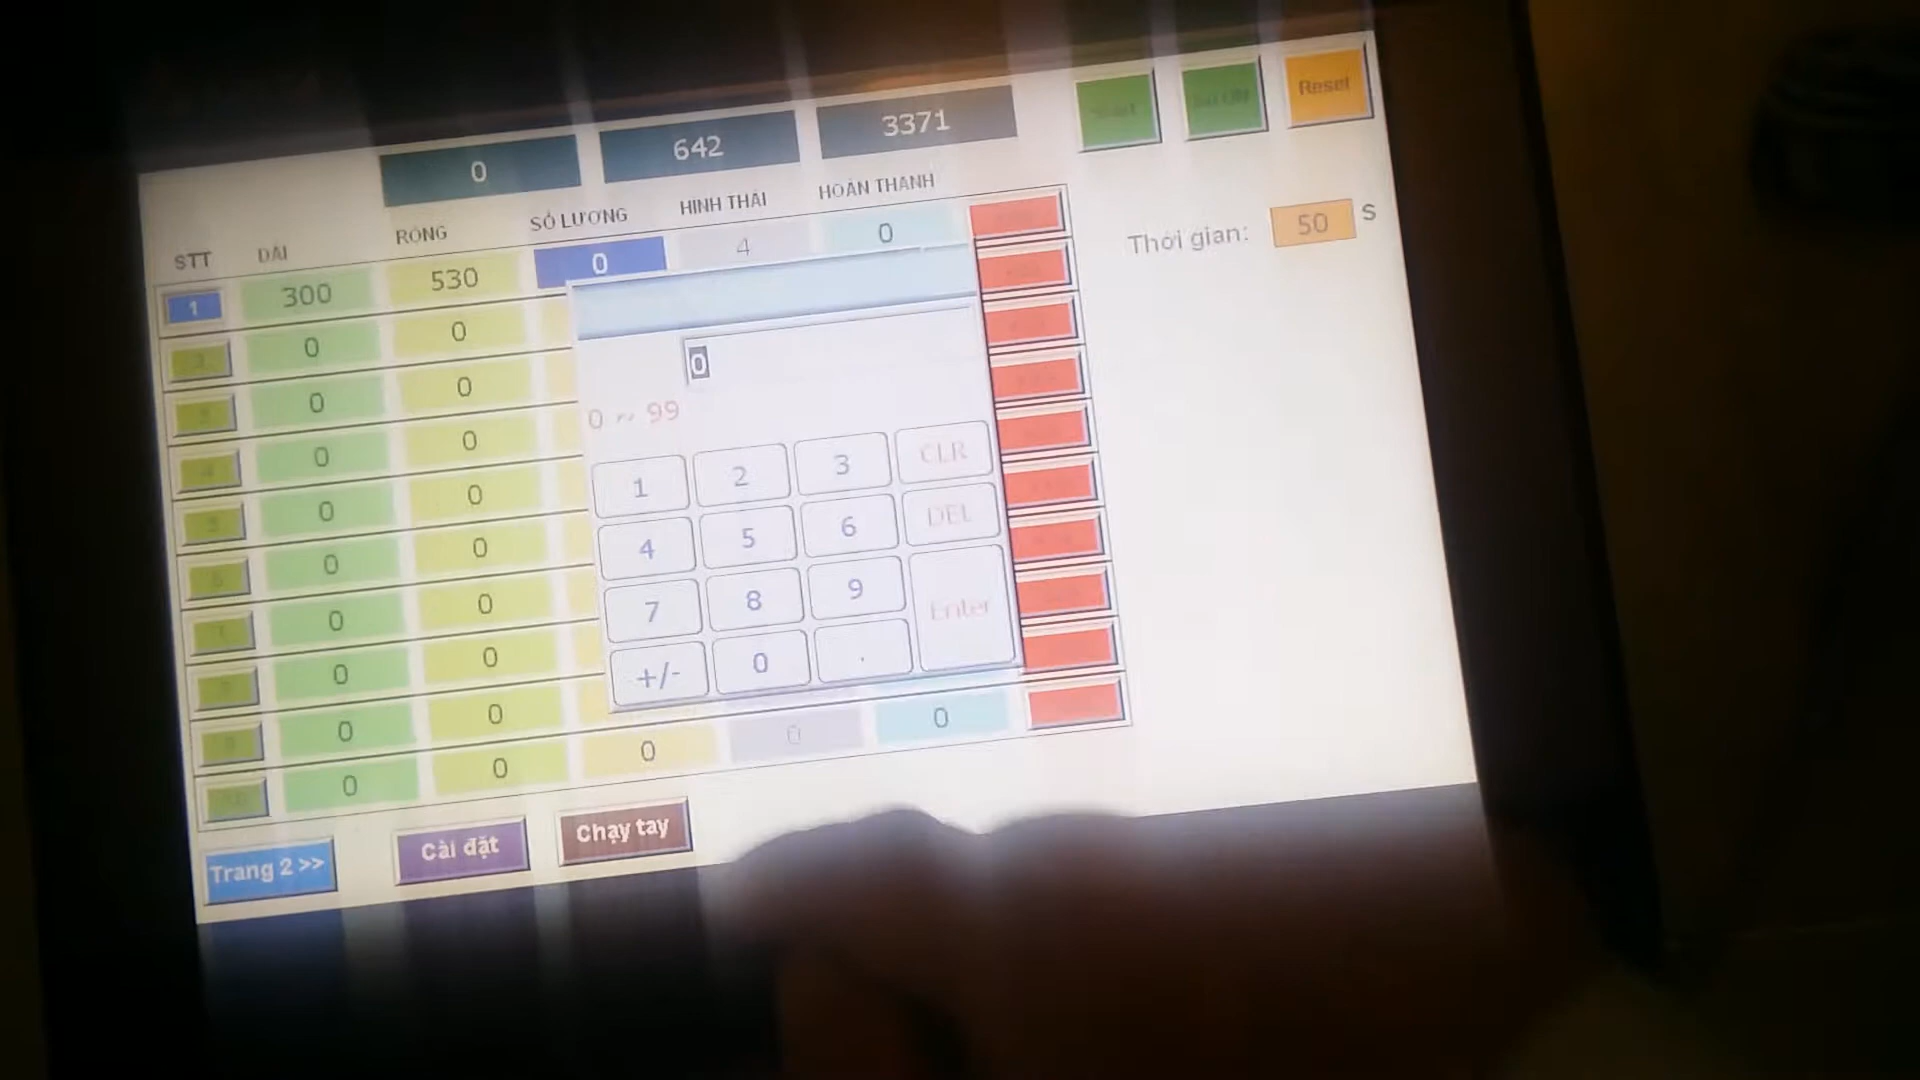 Reset
0 642 3371
Thời gian: 50 S
STT DÀI RỘNG SỐ LƯỢNG HÌNH THÁI HOÀN THÀNH
1 300 530 0 4 0
0 0
0 0
0 0
0 0
0 0
0 0
0 0
0 0
0 0 0 0 0
0
0 ~ 99
1 2 3 CLR
4 5 6 DEL
7 8 9 Enter
+/- 0 .
Trang 2 >> Cài đặt Chạy tay